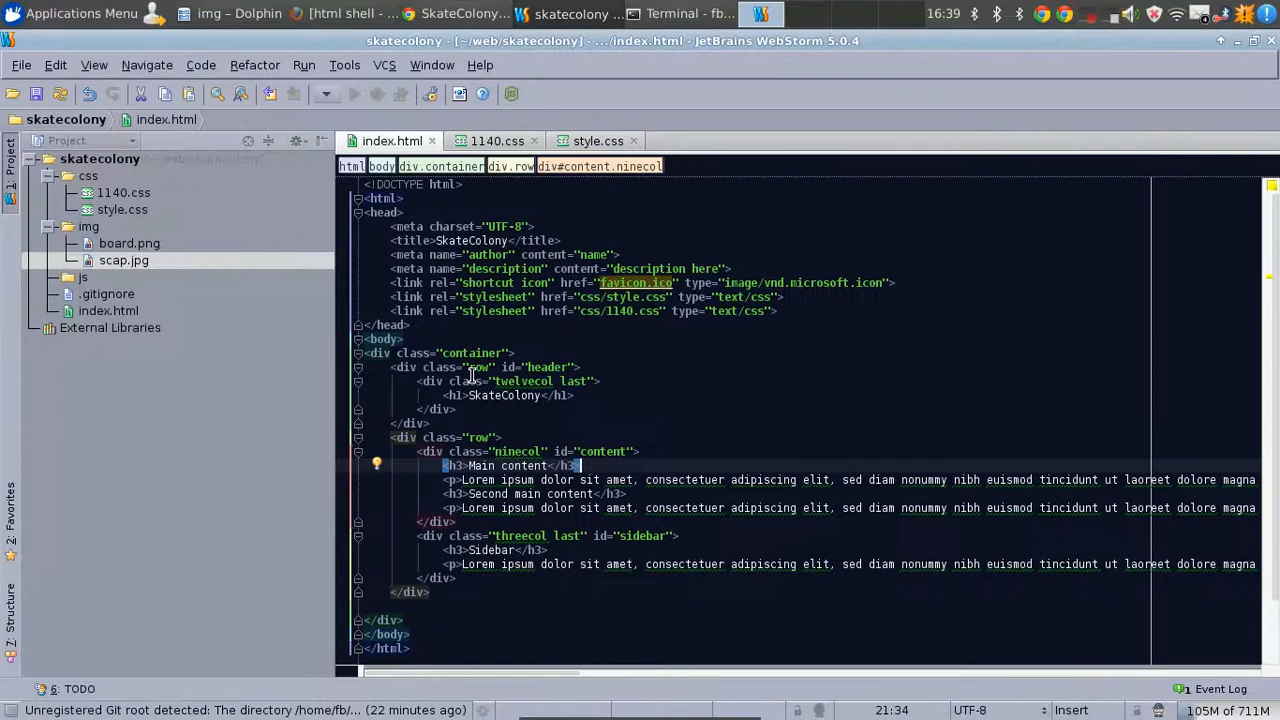 Applications Menu img – Dolphin [html shell - ... SkateColony... skatecolony ... Terminal - fb... 16:39
skatecolony - [~/web/skatecolony] - .../index.html - JetBrains WebStorm 5.0.4
File Edit View Navigate Code Refactor Run Tools VCS Window Help
skatecolony index.html
Project index.html 1140.css style.css
1: Project
2: Favorites
7: Structure
skatecolony
css
1140.css
style.css
img
board.png
scap.jpg
js
.gitignore
index.html
External Libraries
html body div.container div.row div#content.ninecol
<!DOCTYPE html>
<html>
<head>
<meta charset="UTF-8">
<title>SkateColony</title>
<meta name="author" content="name">
<meta name="description" content="description here">
<link rel="shortcut icon" href="favicon.ico" type="image/vnd.microsoft.icon">
<link rel="stylesheet" href="css/style.css" type="text/css">
<link rel="stylesheet" href="css/1140.css" type="text/css">
</head>
<body>
<div class="container">
<div class="row" id="header">
<div class="twelvecol last">
<h1>SkateColony</h1>
</div>
</div>
<div class="row">
<div class="ninecol" id="content">
<h3>Main content</h3>
<p>Lorem ipsum dolor sit amet, consectetuer adipiscing elit, sed diam nonummy nibh euismod tincidunt ut laoreet dolore magna
<h3>Second main content</h3>
<p>Lorem ipsum dolor sit amet, consectetuer adipiscing elit, sed diam nonummy nibh euismod tincidunt ut laoreet dolore magna
</div>
<div class="threecol last" id="sidebar">
<h3>Sidebar</h3>
<p>Lorem ipsum dolor sit amet, consectetuer adipiscing elit, sed diam nonummy nibh euismod tincidunt ut laoreet dolore magna
</div>
</div>
</div>
</body>
</html>
6: TODO 1 Event Log
Unregistered Git root detected: The directory /home/fb/... (22 minutes ago) 21:34 UTF-8 Insert 105M of 711M